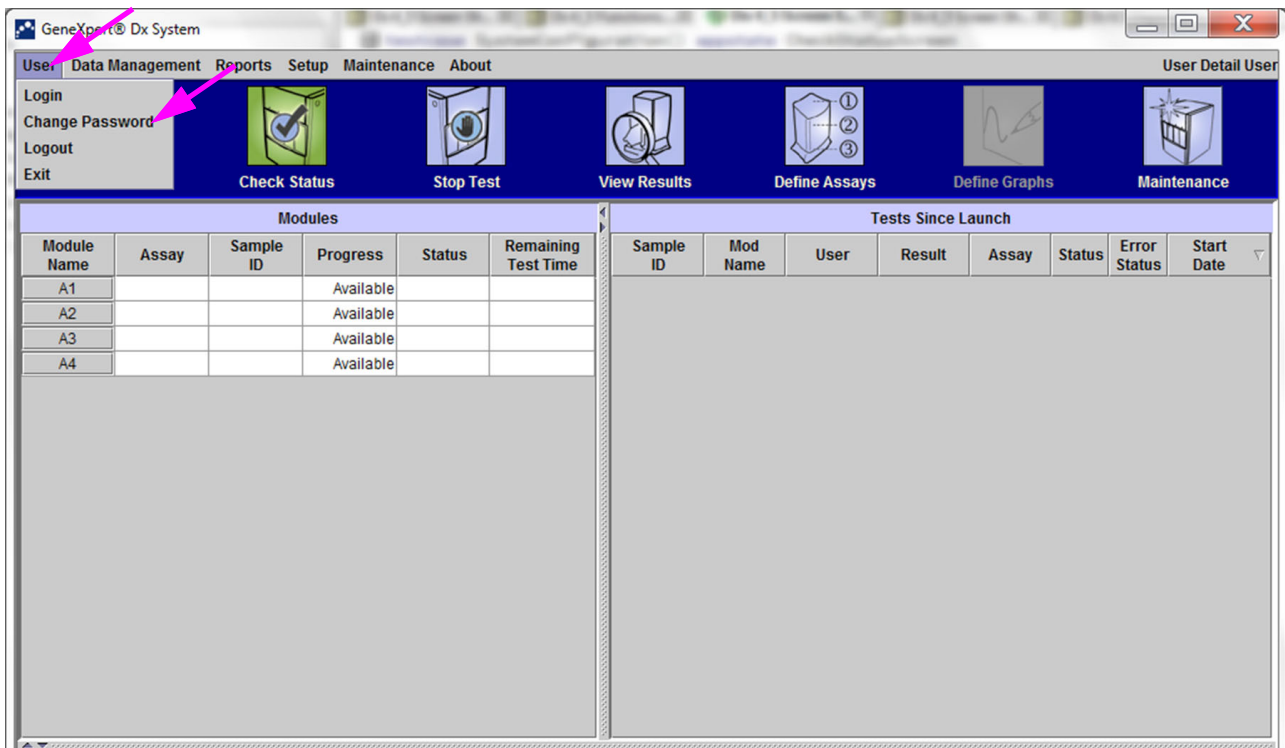 GeneXpert® Dx System
User Data Management Reports Setup Maintenance About User Detail User
Login
Change Password
Logout
Exit
Check Status Stop Test View Results Define Assays Define Graphs Maintenance
① 
② 
③
Modules
Module Name Assay Sample ID Progress Status Remaining Test Time
A1 Available
A2 Available
A3 Available
A4 Available
Tests Since Launch
Sample ID Mod Name User Result Assay Status Error Status Start Date